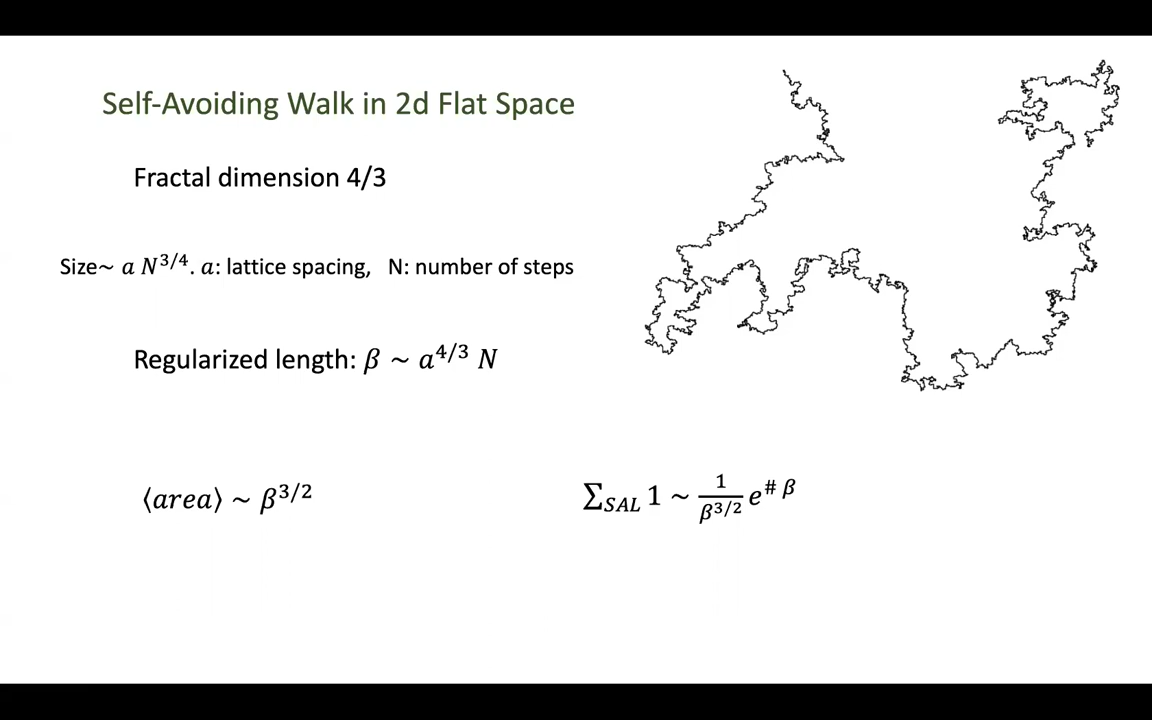 Self-Avoiding Walk in 2d Flat Space
Fractal dimension 4/3
Size~ a N^{3/4}. a: lattice spacing, N: number of steps
Regularized length: β ~ a^{4/3} N
⟨area⟩ ~ β^{3/2}
∑_{SAL} 1 ~ \frac{1}{β^{3/2}} e^{# β}